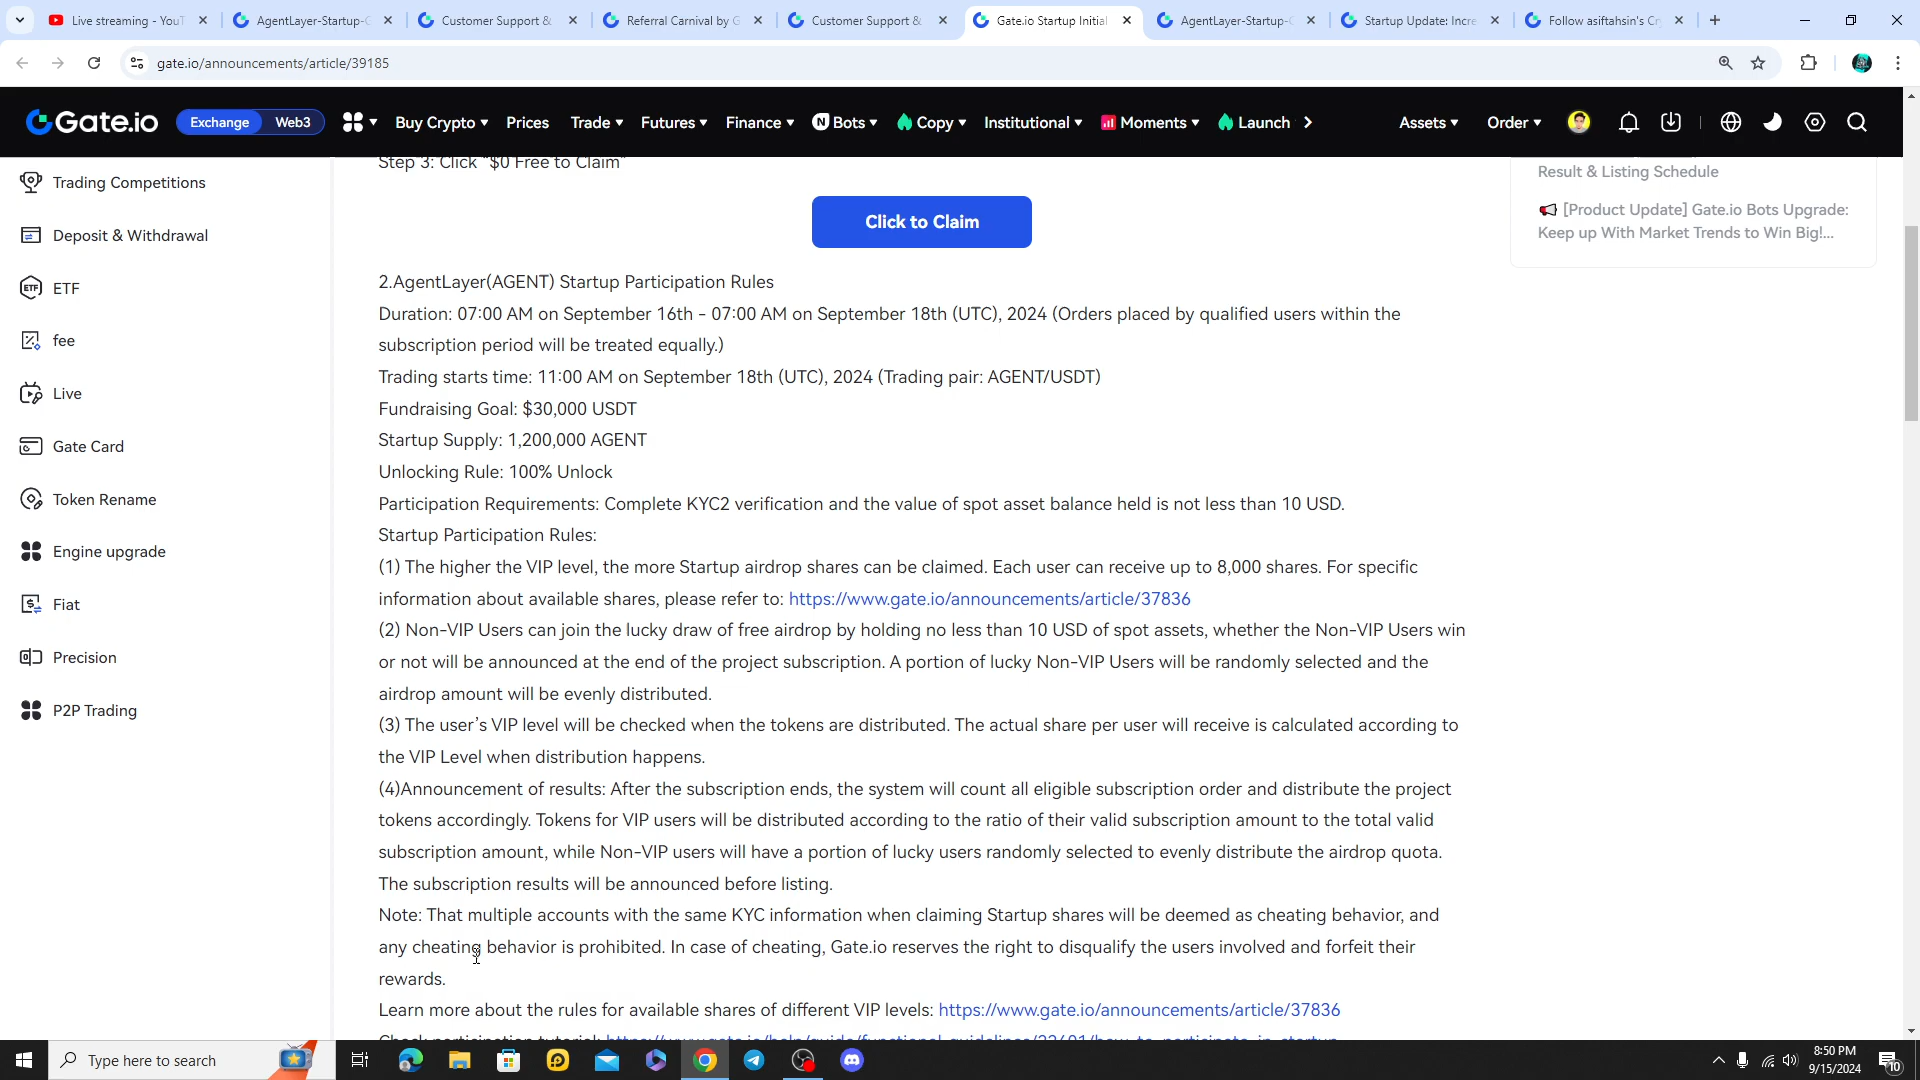 Live streaming - YouT
AgentLayer-Startup-G
Customer Support &
Referral Carnival by G
Customer Support &
Gate.io Startup Initial
AgentLayer-Startup-G
Startup Update: Incre
Follow asiftahsin's Cr
gate.io/announcements/article/39185
Gate.io
Exchange Web3
Buy Crypto Prices Trade Futures Finance Bots Copy Institutional Moments Launch
Assets Order
Trading Competitions
Deposit & Withdrawal
ETF
fee
Live
Gate Card
Token Rename
Engine upgrade
Fiat
Precision
P2P Trading
Step 3: Click "$0 Free to Claim"
Click to Claim
2.AgentLayer(AGENT) Startup Participation Rules
Duration: 07:00 AM on September 16th - 07:00 AM on September 18th (UTC), 2024 (Orders placed by qualified users within the
subscription period will be treated equally.)
Trading starts time: 11:00 AM on September 18th (UTC), 2024 (Trading pair: AGENT/USDT)
Fundraising Goal: $30,000 USDT
Startup Supply: 1,200,000 AGENT
Unlocking Rule: 100% Unlock
Participation Requirements: Complete KYC2 verification and the value of spot asset balance held is not less than 10 USD.
Startup Participation Rules:
(1) The higher the VIP level, the more Startup airdrop shares can be claimed. Each user can receive up to 8,000 shares. For specific
information about available shares, please refer to: https://www.gate.io/announcements/article/37836
(2) Non-VIP Users can join the lucky draw of free airdrop by holding no less than 10 USD of spot assets, whether the Non-VIP Users win
or not will be announced at the end of the project subscription. A portion of lucky Non-VIP Users will be randomly selected and the
airdrop amount will be evenly distributed.
(3) The user's VIP level will be checked when the tokens are distributed. The actual share per user will receive is calculated according to
the VIP Level when distribution happens.
(4)Announcement of results: After the subscription ends, the system will count all eligible subscription order and distribute the project
tokens accordingly. Tokens for VIP users will be distributed according to the ratio of their valid subscription amount to the total valid
subscription amount, while Non-VIP users will have a portion of lucky users randomly selected to evenly distribute the airdrop quota.
The subscription results will be announced before listing.
Note: That multiple accounts with the same KYC information when claiming Startup shares will be deemed as cheating behavior, and
any cheating behavior is prohibited. In case of cheating, Gate.io reserves the right to disqualify the users involved and forfeit their
rewards.
Learn more about the rules for available shares of different VIP levels: https://www.gate.io/announcements/article/37836
Result & Listing Schedule
[Product Update] Gate.io Bots Upgrade:
Keep up With Market Trends to Win Big!...
Type here to search
8:50 PM
9/15/2024
10